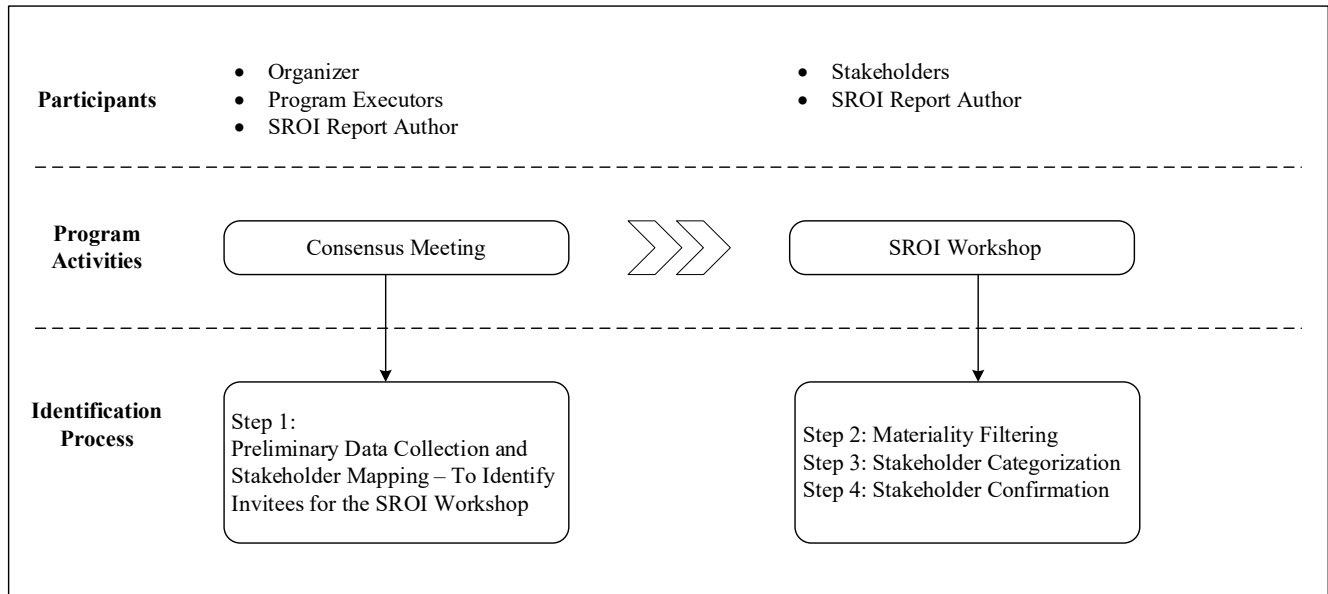 Participants
• Organizer
• Program Executors
• SROI Report Author
• Stakeholders
• SROI Report Author
Program
Activities
Consensus Meeting
SROI Workshop
Identification
Process
Step 1:
Preliminary Data Collection and
Stakeholder Mapping – To Identify
Invitees for the SROI Workshop
Step 2: Materiality Filtering
Step 3: Stakeholder Categorization
Step 4: Stakeholder Confirmation